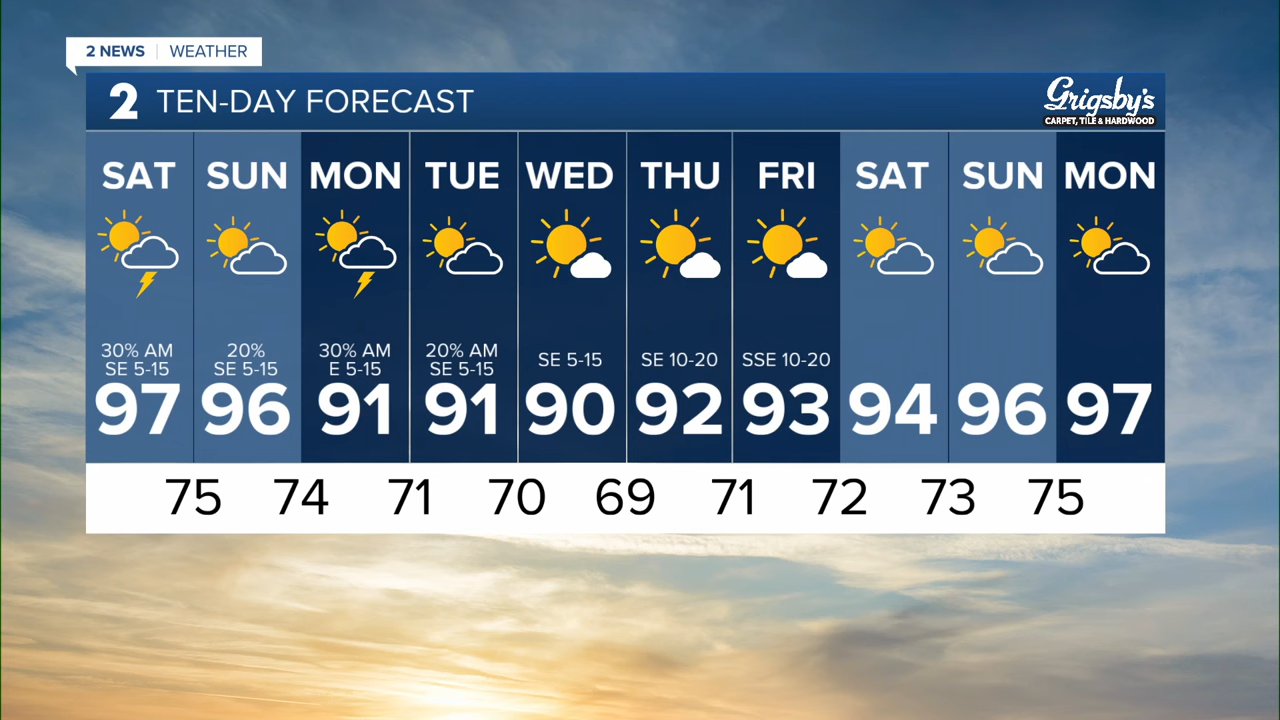 2 NEWS | WEATHER
2 TEN-DAY FORECAST
Grigsby's
CARPET, TILE & HARDWOOD
SAT SUN MON TUE WED THU FRI SAT SUN MON
30% AM 20% 30% AM 20% AM
SE 5-15 SE 5-15 E 5-15 SE 5-15 SE 5-15 SE 10-20 SSE 10-20
97 96 91 91 90 92 93 94 96 97
75 74 71 70 69 71 72 73 75